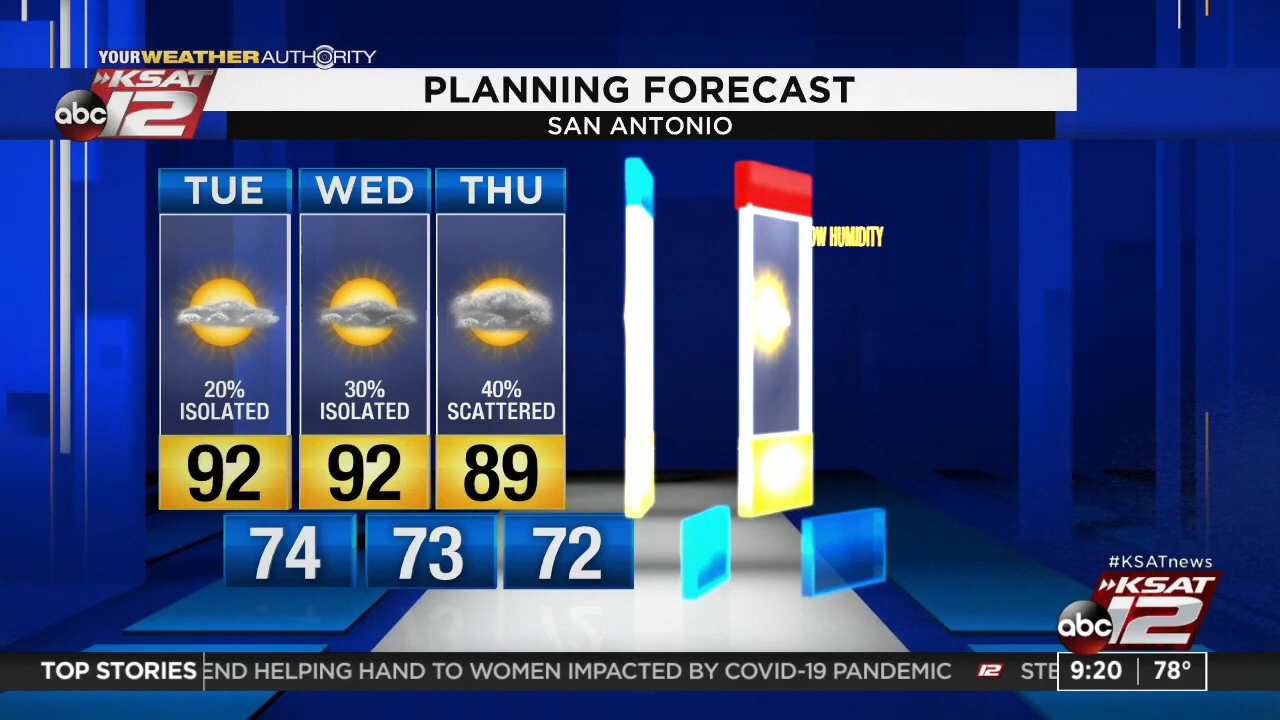 YOURWEATHERAUTHORITY
KSAT
abc 12
PLANNING FORECAST
SAN ANTONIO
TUE WED THU
HUMIDITY
20% 30% 40%
ISOLATED ISOLATED SCATTERED
92 92 89
74 73 72
#KSATnews
KSAT
abc 12
TOP STORIES HELPING HAND TO WOMEN IMPACTED BY COVID-19 PANDEMIC 12 9:20 78°